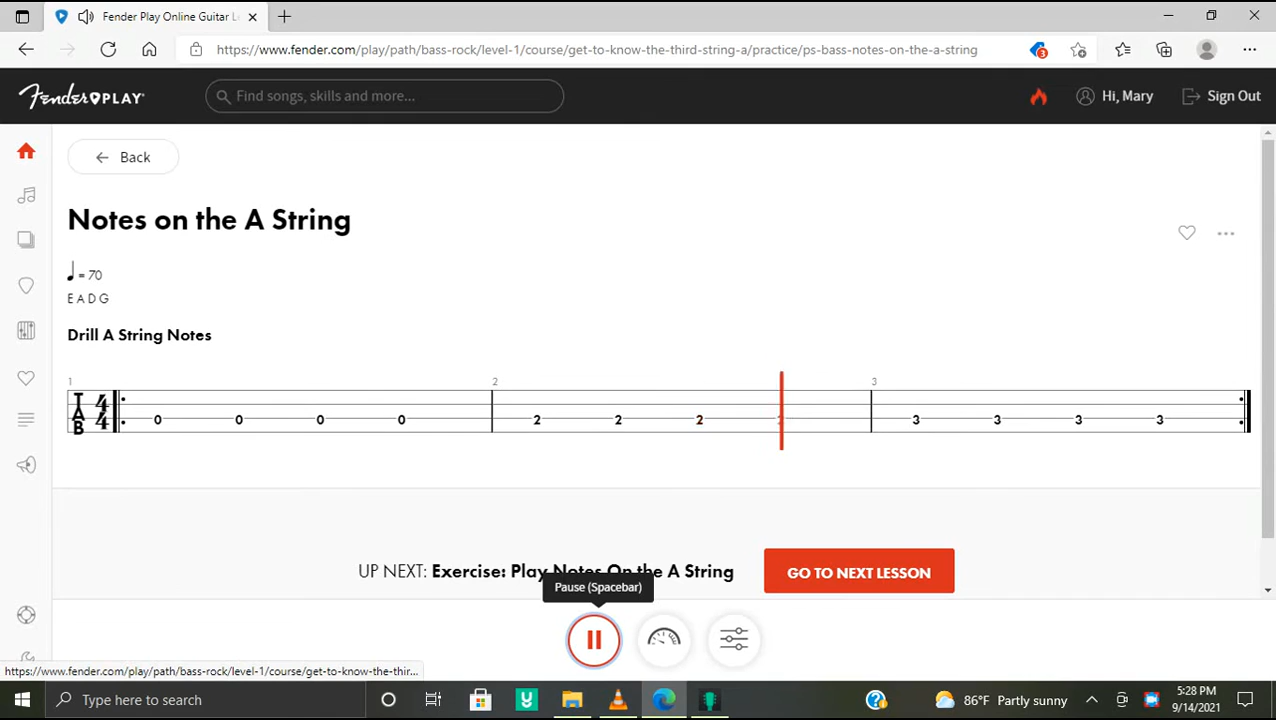 Fender Play Online Guitar L
https://www.fender.com/play/path/bass-rock/level-1/course/get-to-know-the-third-string-a/practice/ps-bass-notes-on-the-a-string
3
Fender PLAY
Find songs, skills and more...
Hi, Mary
Sign Out
Back
Notes on the A String
= 70
E A D G
Drill A String Notes
1 2 3
T A B 4 4 0 0 0 0 2 2 2 2 3 3 3 3
UP NEXT: Exercise: Play Notes On the A String
GO TO NEXT LESSON
Pause (Spacebar)
https://www.fender.com/play/path/bass-rock/level-1/course/get-to-know-the-thir...
Type here to search
86°F Partly sunny
5:28 PM
9/14/2021